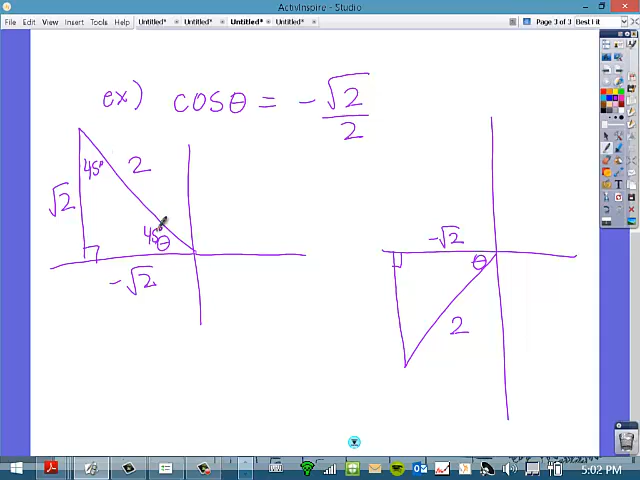 ActivInspire - Studio
File Edit View Insert Tools Help Untitled* Untitled* Untitled* Activinspire Page 3 of 3 Best Fit
ex) cosθ = -√2/2
45° 2
√2
45°
θ
-√2
-√2
θ
2
5:02 PM